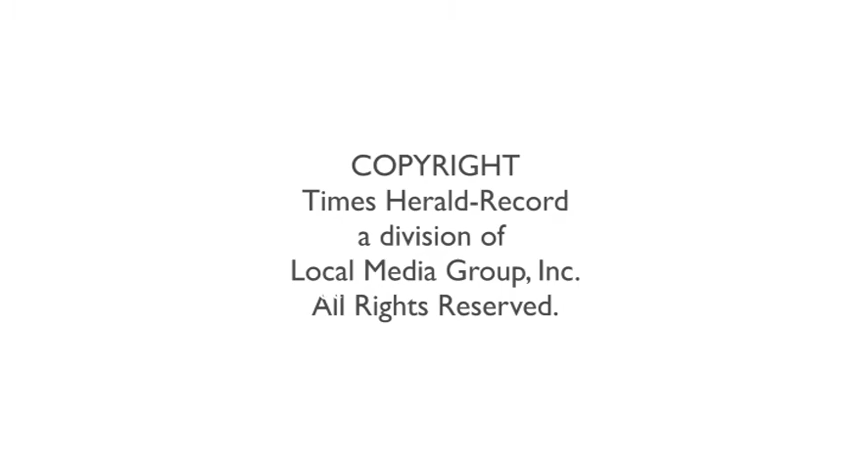 COPYRIGHT
Times Herald-Record
a division of
Local Media Group, Inc.
All Rights Reserved.